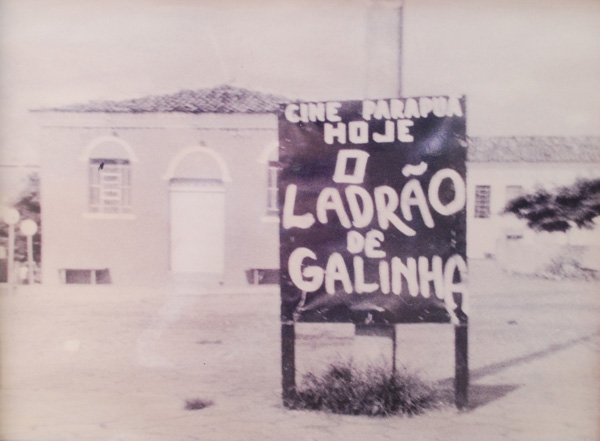 CINE PARAPUÃ
HOJE
O
LADRÃO
DE
GALINHA